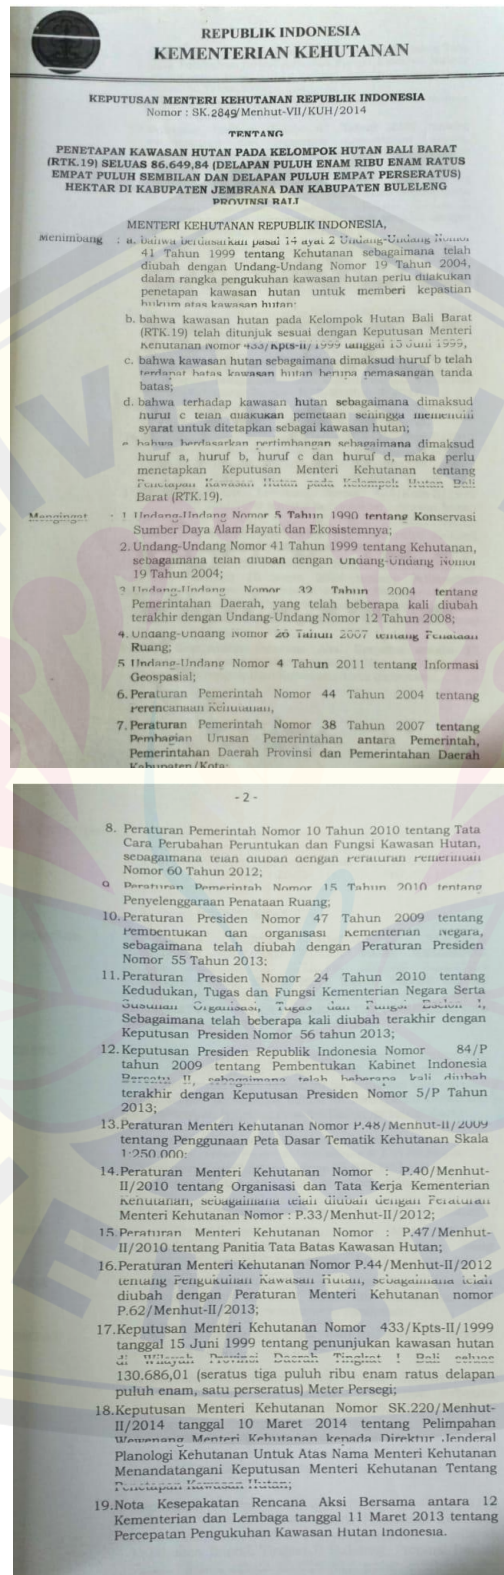 REPUBLIK INDONESIA
KEMENTERIAN KEHUTANAN
KEPUTUSAN MENTERI KEHUTANAN REPUBLIK INDONESIA
Nomor : SK.2849/Menhut-VII/KUH/2014
TENTANG
PENETAPAN KAWASAN HUTAN PADA KELOMPOK HUTAN BALI BARAT
(RTK.19) SELUAS 86.649,84 (DELAPAN PULUH ENAM RIBU ENAM RATUS
EMPAT PULUH SEMBILAN DAN DELAPAN PULUH EMPAT PERSERATUS)
HEKTAR DI KABUPATEN JEMBRANA DAN KABUPATEN BULELENG
PROVINSI BALI
MENTERI KEHUTANAN REPUBLIK INDONESIA,
Menimbang : a. bahwa berdasarkan pasal 14 ayat 2 Undang-Undang Nomor
41 Tahun 1999 tentang Kehutanan sebagaimana telah
diubah dengan Undang-Undang Nomor 19 Tahun 2004,
dalam rangka pengukuhan kawasan hutan perlu dilakukan
penetapan kawasan hutan untuk memberi kepastian
hukum atas kawasan hutan;
b. bahwa kawasan hutan pada Kelompok Hutan Bali Barat
(RTK.19) telah ditunjuk sesuai dengan Keputusan Menteri
Kehutanan Nomor 433/Kpts-II/1999 tanggal 15 Juni 1999,
c. bahwa kawasan hutan sebagaimana dimaksud huruf b telah
terdapat batas kawasan hutan berupa pemasangan tanda
batas;
d. bahwa terhadap kawasan hutan sebagaimana dimaksud
huruf c telah dilakukan pemetaan sehingga memenuhi
syarat untuk ditetapkan sebagai kawasan hutan;
e. bahwa berdasarkan pertimbangan sebagaimana dimaksud
huruf a, huruf b, huruf c dan huruf d, maka perlu
menetapkan Keputusan Menteri Kehutanan tentang
Penetapan Kawasan Hutan pada Kelompok Hutan Bali
Barat (RTK.19).
Mengingat : 1. Undang-Undang Nomor 5 Tahun 1990 tentang Konservasi
Sumber Daya Alam Hayati dan Ekosistemnya;
2. Undang-Undang Nomor 41 Tahun 1999 tentang Kehutanan,
sebagaimana telah diubah dengan Undang-Undang Nomor
19 Tahun 2004;
3. Undang-Undang Nomor 32 Tahun 2004 tentang
Pemerintahan Daerah, yang telah beberapa kali diubah
terakhir dengan Undang-Undang Nomor 12 Tahun 2008;
4. Undang-Undang Nomor 26 Tahun 2007 tentang Penataan
Ruang;
5 Undang-Undang Nomor 4 Tahun 2011 tentang Informasi
Geospasial;
6. Peraturan Pemerintah Nomor 44 Tahun 2004 tentang
Perencanaan Kehutanan,
7. Peraturan Pemerintah Nomor 38 Tahun 2007 tentang
Pembagian Urusan Pemerintahan antara Pemerintah,
Pemerintahan Daerah Provinsi dan Pemerintahan Daerah
Kabupaten/Kota;
- 2 -
8. Peraturan Pemerintah Nomor 10 Tahun 2010 tentang Tata
Cara Perubahan Peruntukan dan Fungsi Kawasan Hutan,
sebagaimana telah diubah dengan Peraturan Pemerintah
Nomor 60 Tahun 2012;
9. Peraturan Pemerintah Nomor 15 Tahun 2010 tentang
Penyelenggaraan Penataan Ruang;
10. Peraturan Presiden Nomor 47 Tahun 2009 tentang
Pembentukan dan organisasi Kementerian Negara,
sebagaimana telah diubah dengan Peraturan Presiden
Nomor 55 Tahun 2013;
11. Peraturan Presiden Nomor 24 Tahun 2010 tentang
Kedudukan, Tugas dan Fungsi Kementerian Negara Serta
Susunan Organisasi, Tugas dan Fungsi Eselon I,
Sebagaimana telah beberapa kali diubah terakhir dengan
Keputusan Presiden Nomor 56 tahun 2013;
12. Keputusan Presiden Republik Indonesia Nomor 84/P
tahun 2009 tentang Pembentukan Kabinet Indonesia
Bersatu II, sebagaimana telah beberapa kali diubah
terakhir dengan Keputusan Presiden Nomor 5/P Tahun
2013;
13. Peraturan Menteri Kehutanan Nomor P.48/Menhut-II/2009
tentang Penggunaan Peta Dasar Tematik Kehutanan Skala
1:250.000;
14. Peraturan Menteri Kehutanan Nomor : P.40/Menhut-
II/2010 tentang Organisasi dan Tata Kerja Kementerian
Kehutanan, sebagaimana telah diubah dengan Peraturan
Menteri Kehutanan Nomor : P.33/Menhut-II/2012;
15 Peraturan Menteri Kehutanan Nomor : P.47/Menhut-
II/2010 tentang Panitia Tata Batas Kawasan Hutan;
16. Peraturan Menteri Kehutanan Nomor P.44/Menhut-II/2012
tentang Pengukuhan Kawasan Hutan, sebagaimana telah
diubah dengan Peraturan Menteri Kehutanan nomor
P.62/Menhut-II/2013;
17. Keputusan Menteri Kehutanan Nomor 433/Kpts-II/1999
tanggal 15 Juni 1999 tentang penunjukan kawasan hutan
di Wilayah Provinsi Daerah Tingkat I Bali seluas
130.686,01 (seratus tiga puluh ribu enam ratus delapan
puluh enam, satu perseratus) Meter Persegi;
18. Keputusan Menteri Kehutanan Nomor SK.220/Menhut-
II/2014 tanggal 10 Maret 2014 tentang Pelimpahan
Wewenang Menteri Kehutanan kepada Direktur Jenderal
Planologi Kehutanan Untuk Atas Nama Menteri Kehutanan
Menandatangani Keputusan Menteri Kehutanan Tentang
Penetapan Kawasan Hutan;
19. Nota Kesepakatan Rencana Aksi Bersama antara 12
Kementerian dan Lembaga tanggal 11 Maret 2013 tentang
Percepatan Pengukuhan Kawasan Hutan Indonesia.